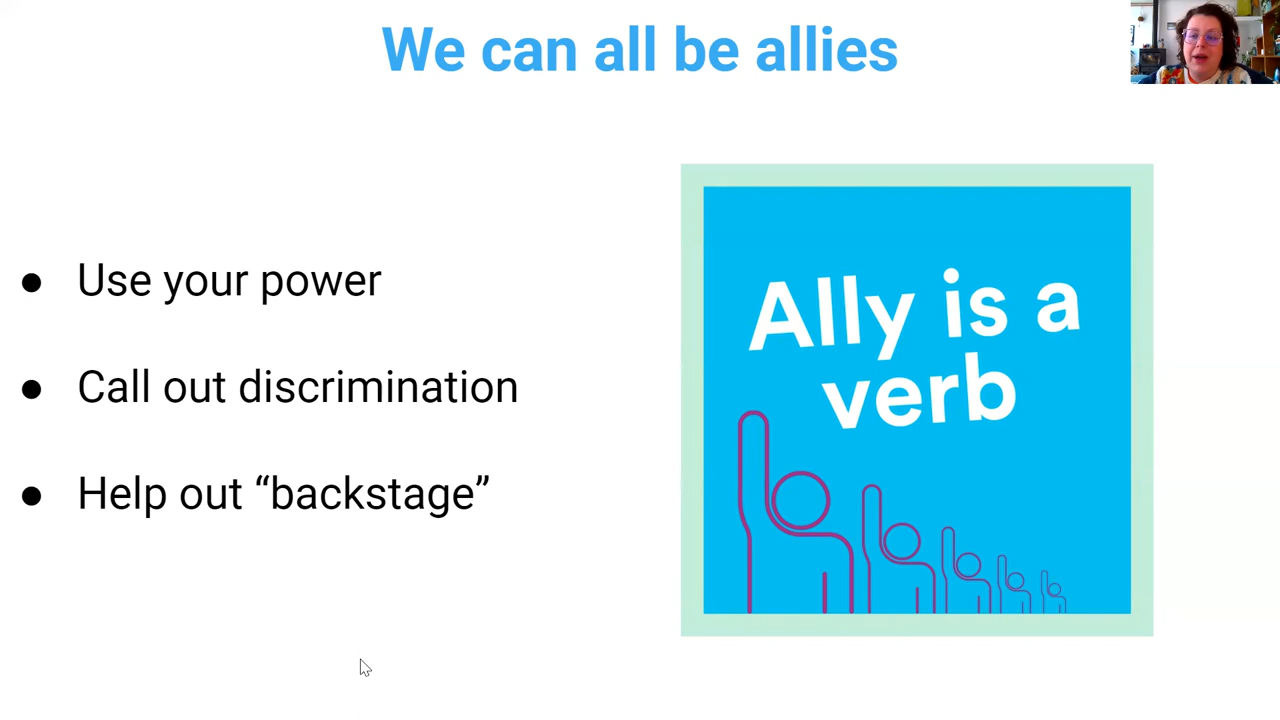 We can all be allies
● Use your power
● Call out discrimination
● Help out “backstage”
Ally is a
verb